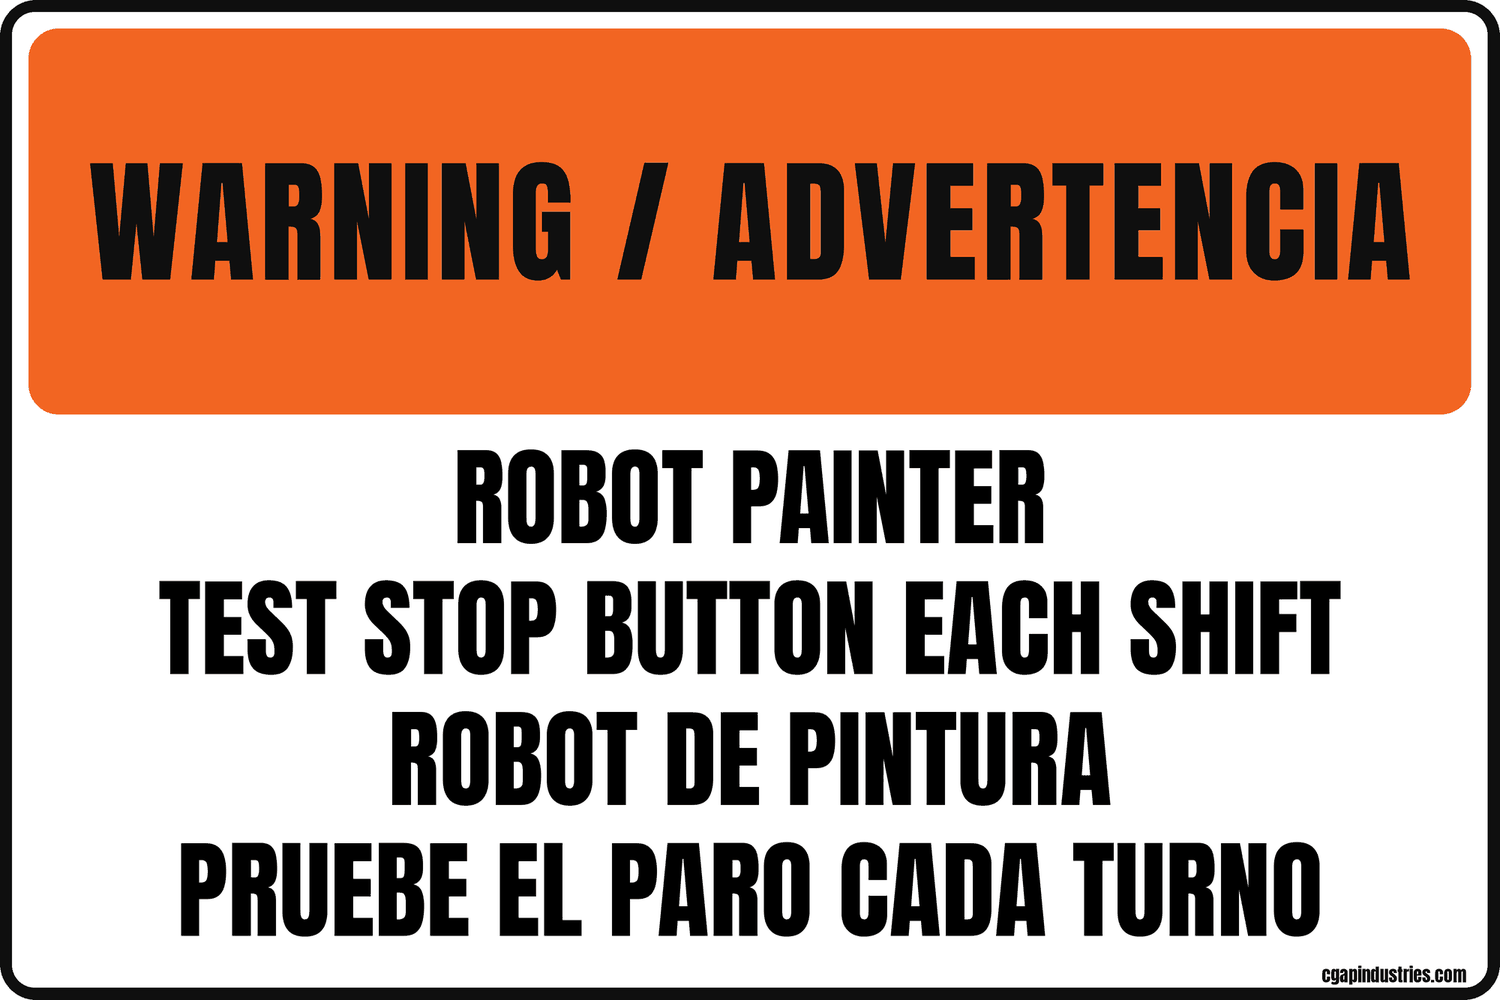 WARNING / ADVERTENCIA
ROBOT PAINTER
TEST STOP BUTTON EACH SHIFT
ROBOT DE PINTURA
PRUEBE EL PARO CADA TURNO
cgapindustries.com